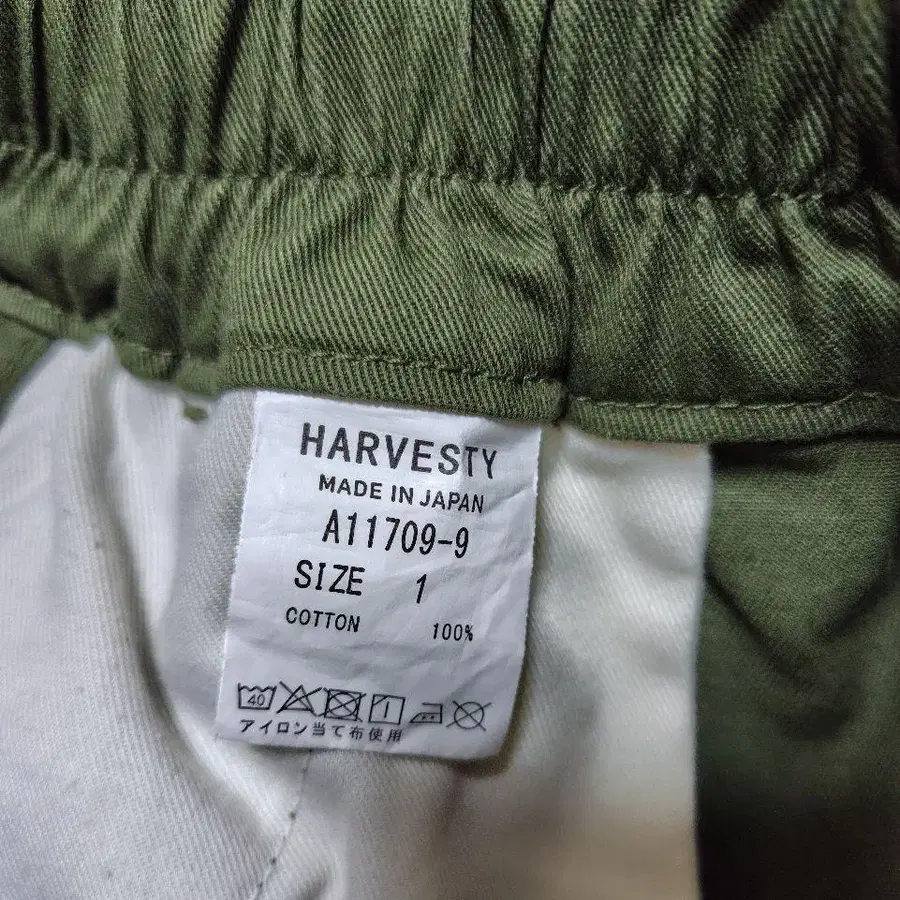 HARVESTY
MADE IN JAPAN
A11709-9
SIZE 1
COTTON 100%
40
アイロン当て布使用